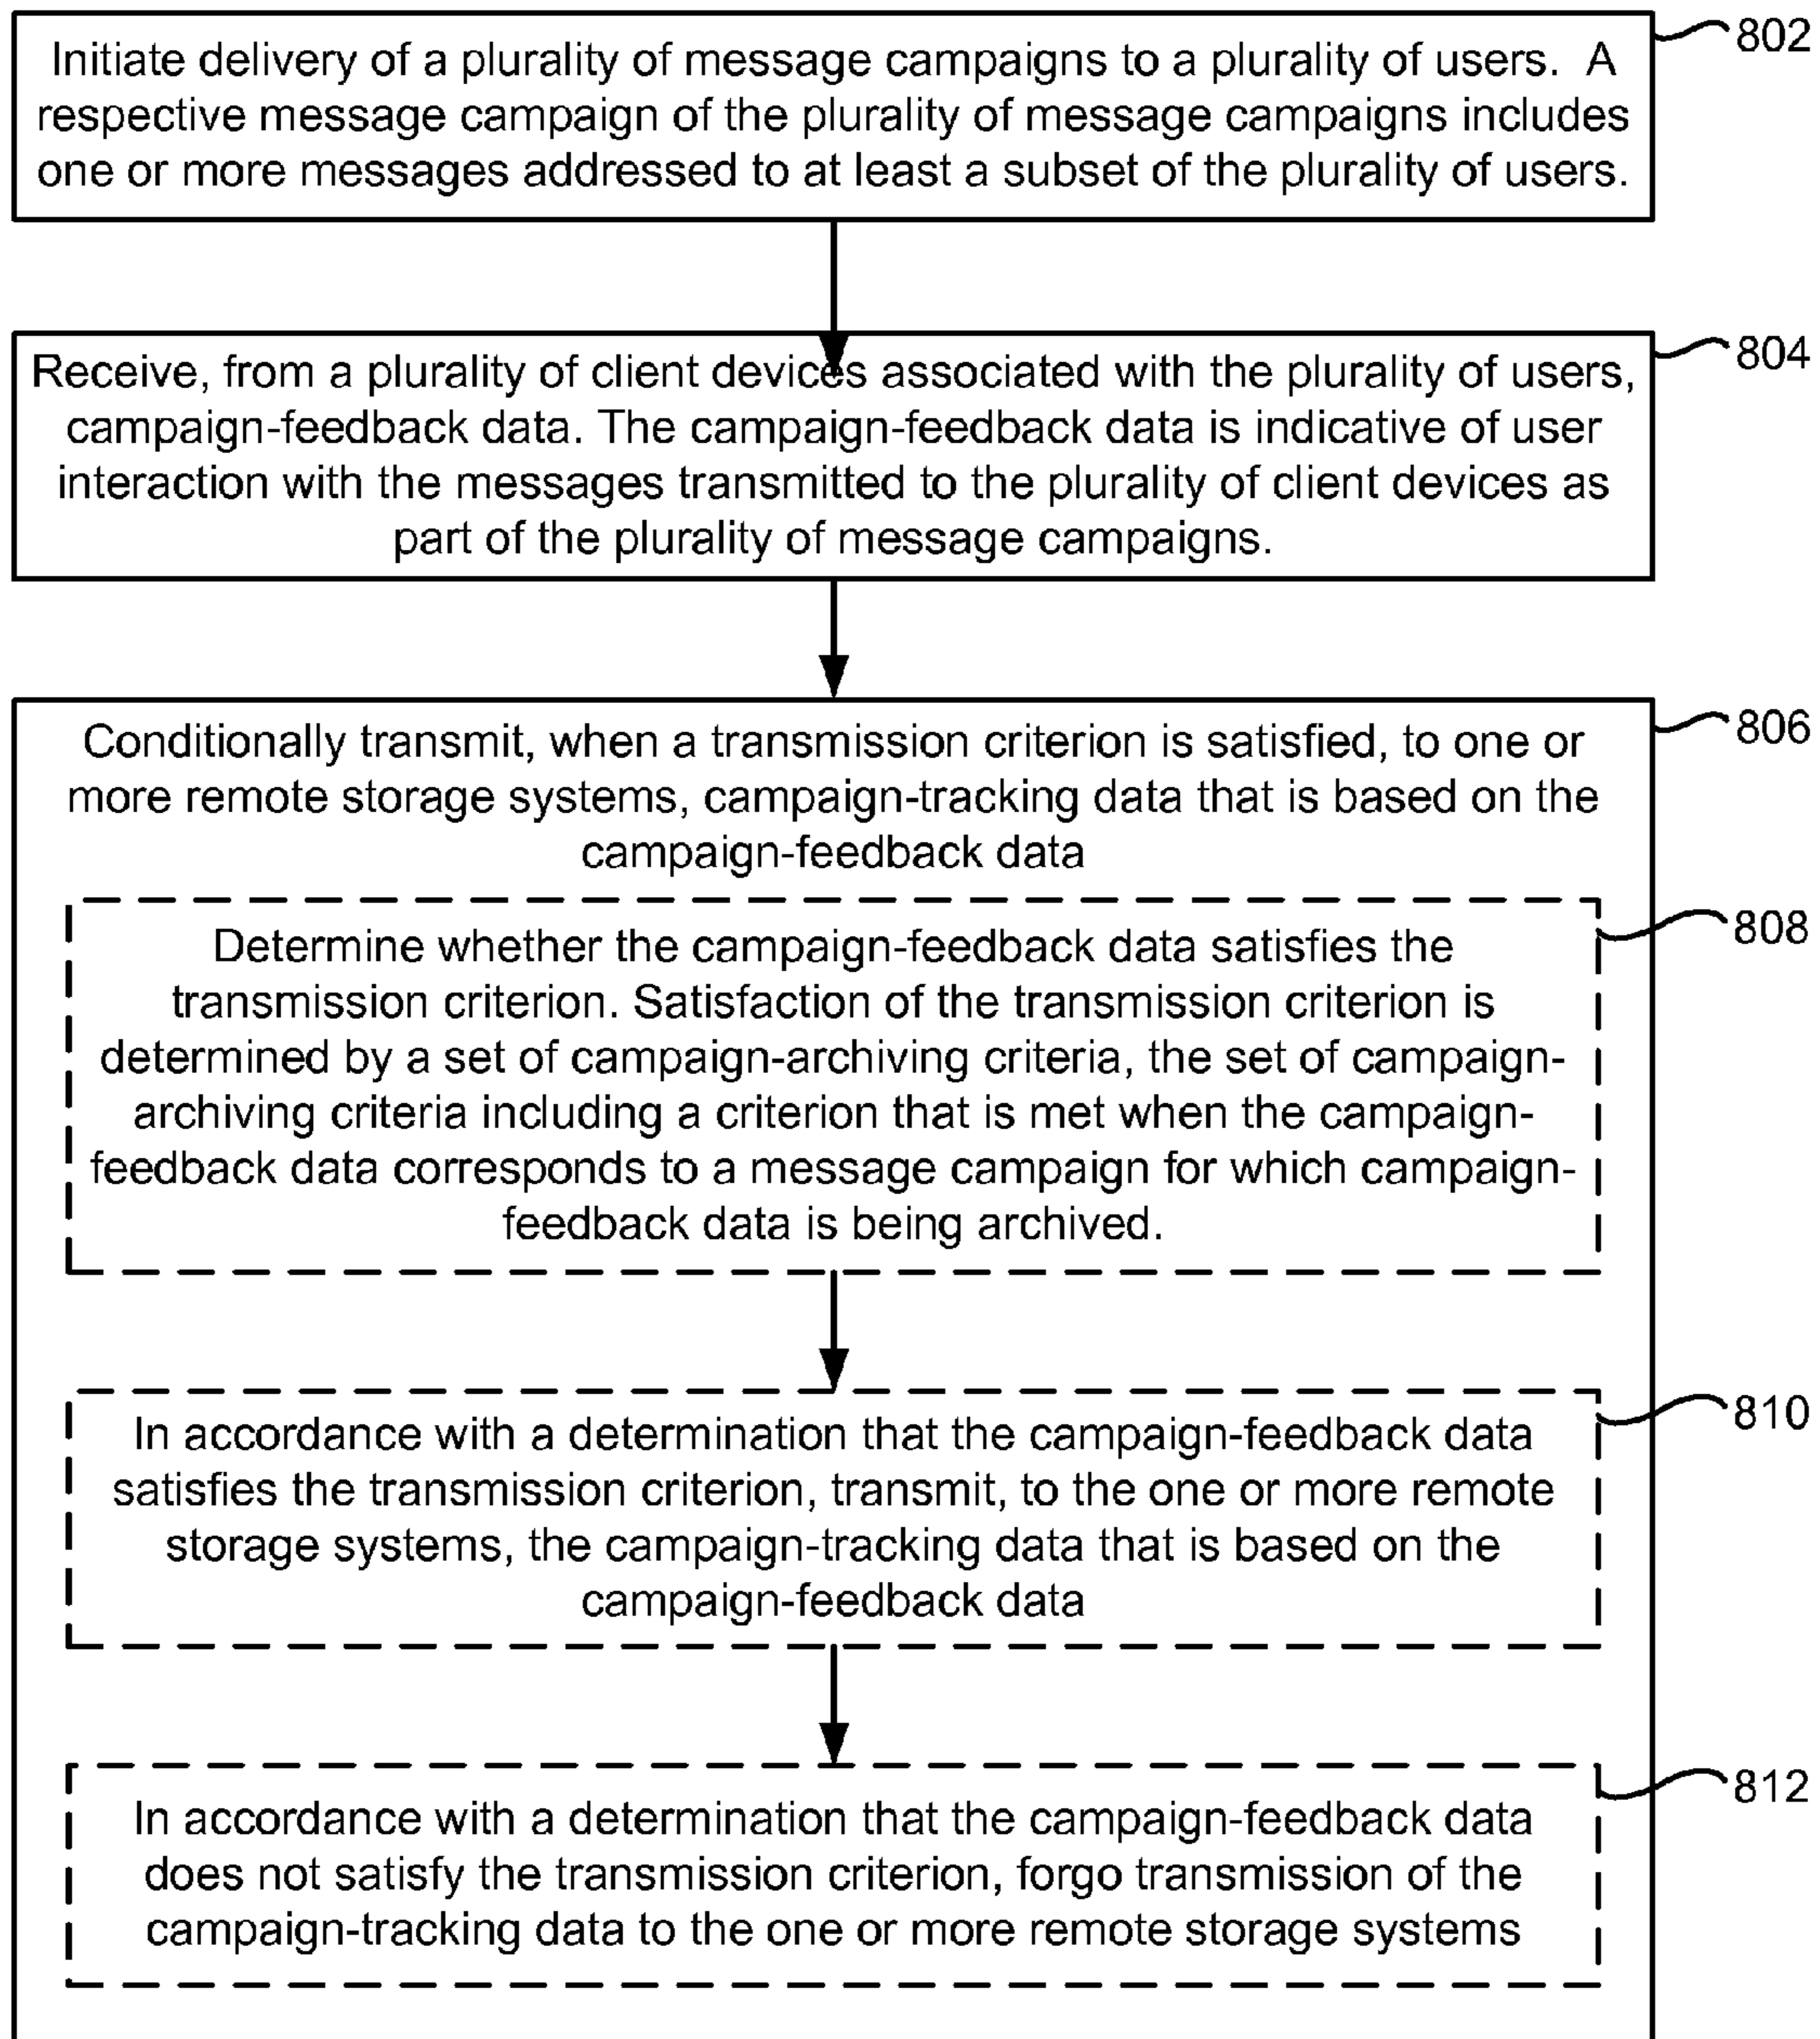 802
Initiate delivery of a plurality of message campaigns to a plurality of users. A
respective message campaign of the plurality of message campaigns includes
one or more messages addressed to at least a subset of the plurality of users.
804
Receive, from a plurality of client devices associated with the plurality of users,
campaign-feedback data. The campaign-feedback data is indicative of user
interaction with the messages transmitted to the plurality of client devices as
part of the plurality of message campaigns.
806
Conditionally transmit, when a transmission criterion is satisfied, to one or
more remote storage systems, campaign-tracking data that is based on the
campaign-feedback data
808
Determine whether the campaign-feedback data satisfies the
transmission criterion. Satisfaction of the transmission criterion is
determined by a set of campaign-archiving criteria, the set of campaign-
archiving criteria including a criterion that is met when the campaign-
feedback data corresponds to a message campaign for which campaign-
feedback data is being archived.
810
In accordance with a determination that the campaign-feedback data
satisfies the transmission criterion, transmit, to the one or more remote
storage systems, the campaign-tracking data that is based on the
campaign-feedback data
812
In accordance with a determination that the campaign-feedback data
does not satisfy the transmission criterion, forgo transmission of the
campaign-tracking data to the one or more remote storage systems